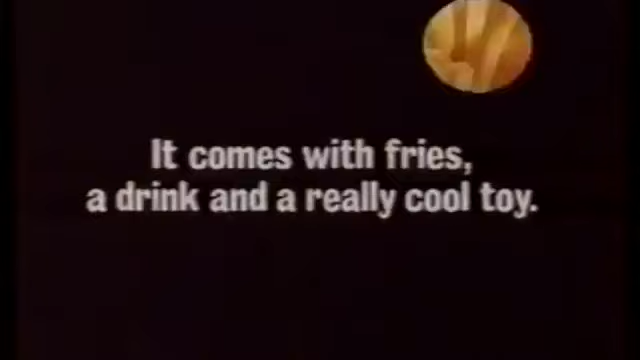 It comes with fries,
a drink and a really cool toy.